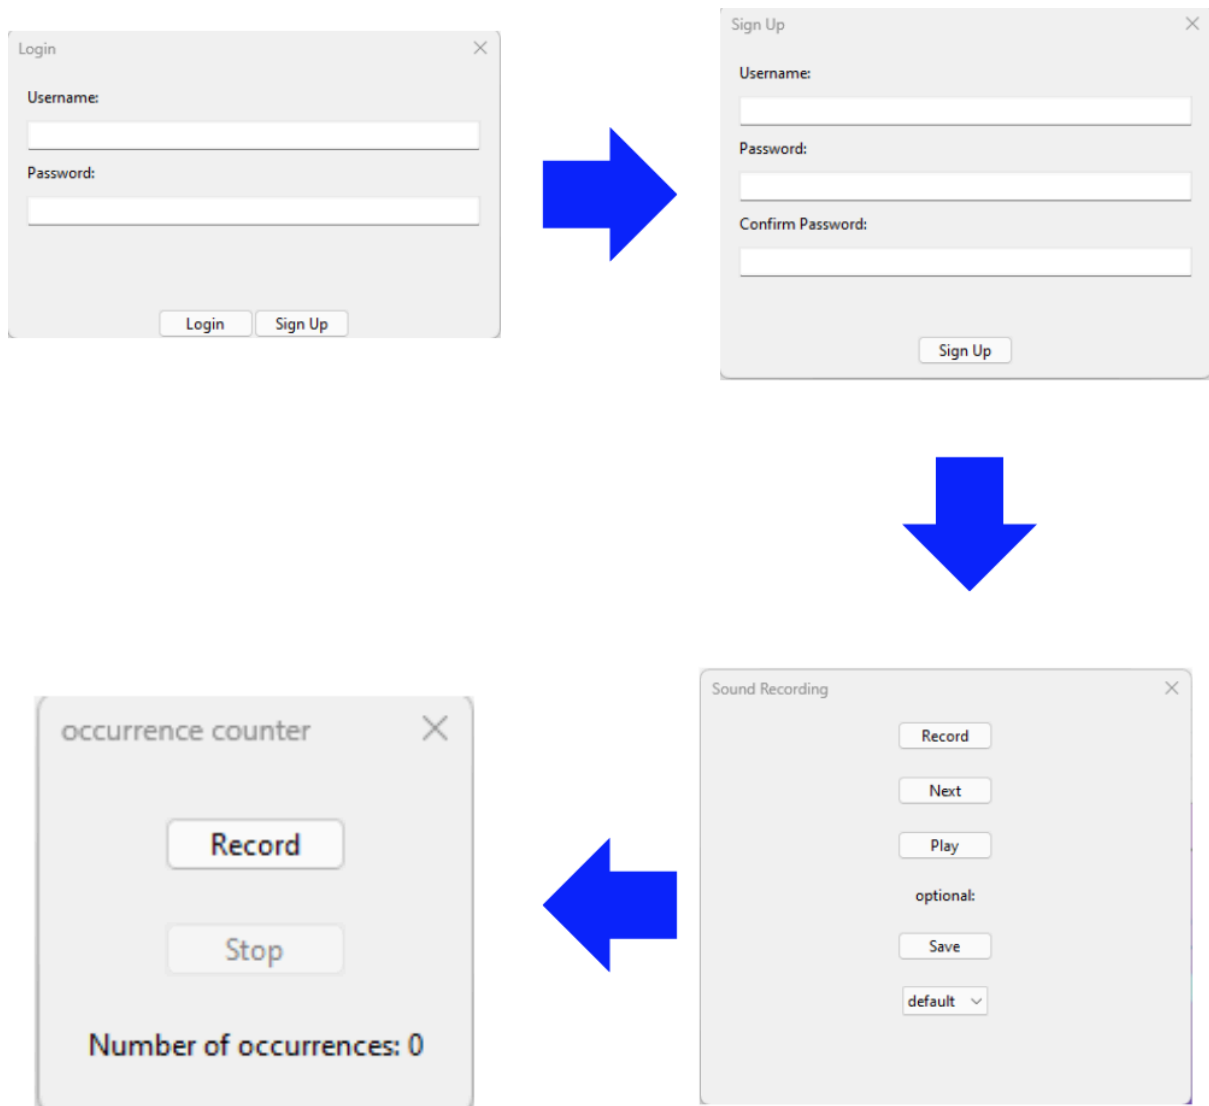 Login
Username:
Password:
Login Sign Up
Sign Up
Username:
Password:
Confirm Password:
Sign Up
Sound Recording
Record
Next
Play
optional:
Save
default
occurrence counter
Record
Stop
Number of occurrences: 0